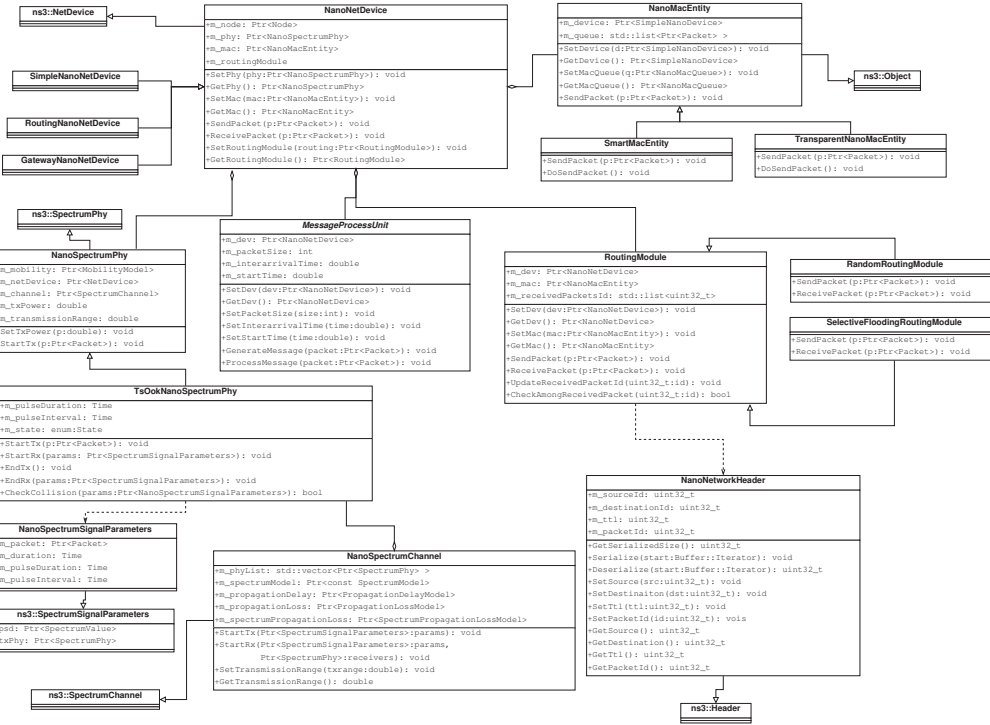 ns3::NetDevice
SimpleNanoNetDevice
RoutingNanoNetDevice
GatewayNanoNetDevice
NanoNetDevice
+m_node: Ptr<Node>
+m_phy: Ptr<NanoSpectrumPhy>
+m_mac: Ptr<NanoMacEntity>
+m_routingModule
+SetPhy(phy:Ptr<NanoSpectrumPhy>): void
+GetPhy(): Ptr<NanoSpectrumPhy>
+SetMac(mac:Ptr<NanoMacEntity>): void
+GetMac(): Ptr<NanoMacEntity>
+SendPacket(p:Ptr<Packet>): void
+ReceivePacket(p:Ptr<Packet>): void
+SetRoutingModule(routing:Ptr<RoutingModule>): void
+GetRoutingModule(): Ptr<RoutingModule>
NanoMacEntity
+m_device: Ptr<SimpleNanoDevice>
+m_queue: std::list<Ptr<Packet> >
+SetDevice(d:Ptr<SimpleNanoDevice>): void
+GetDevice(): Ptr<SimpleNanoDevice>
+SetMacQueue(q:Ptr<NanoMacQueue>): void
+GetMacQueue(): Ptr<NanoMacQueue>
+SendPacket(p:Ptr<Packet>): void
ns3::Object
SmartMacEntity
+SendPacket(p:Ptr<Packet>): void
+DoSendPacket(): void
TransparentNanoMacEntity
+SendPacket(p:Ptr<Packet>): void
+DoSendPacket(): void
ns3::SpectrumPhy
NanoSpectrumPhy
m_mobility: Ptr<MobilityModel>
m_netDevice: Ptr<NetDevice>
m_channel: Ptr<SpectrumChannel>
m_txPower: double
m_transmissionRange: double
SetTxPower(p:double): void
StartTx(p:Ptr<Packet>): void
MessageProcessUnit
+m_dev: Ptr<NanoNetDevice>
+m_packetSize: int
+m_interarrivalTime: double
+m_startTime: double
+SetDev(dev:Ptr<NanoNetDevice>): void
+GetDev(): Ptr<NanoNetDevice>
+SetPacketSize(size:int): void
+SetInterarrivalTime(time:double): void
+SetStartTime(time:double): void
+GenerateMessage(packet:Ptr<Packet>): void
+ProcessMessage(packet:Ptr<Packet>): void
RoutingModule
+m_dev: Ptr<NanoNetDevice>
+m_mac: Ptr<NanoMacEntity>
+m_receivedPacketsId: std::list<uint32_t>
+SetDev(dev:Ptr<NanoNetDevice>): void
+GetDev(): Ptr<NanoNetDevice>
+SetMac(mac:Ptr<NanoMacEntity>): void
+GetMac(): Ptr<NanoMacEntity>
+SendPacket(p:Ptr<Packet>): void
+ReceivePacket(p:Ptr<Packet>): void
+UpdateReceivedPacketId(uint32_t:id): void
+CheckAmongReceivedPacket(uint32_t:id): bool
RandomRoutingModule
+SendPacket(p:Ptr<Packet>): void
+ReceivePacket(p:Ptr<Packet>): void
SelectiveFloodingRoutingModule
+SendPacket(p:Ptr<Packet>): void
+ReceivePacket(p:Ptr<Packet>): void
TsOokNanoSpectrumPhy
+m_pulseDuration: Time
+m_pulseInterval: Time
+m_state: enum:State
+StartTx(p:Ptr<Packet>): void
+StartRx(params: Ptr<SpectrumSignalParameters>): void
+EndTx(): void
+EndRx(params:Ptr<SpectrumSignalParameters>): void
+CheckCollision(params:Ptr<NanoSpectrumSignalParameters>): bool
NanoSpectrumSignalParameters
m_packet: Ptr<Packet>
m_duration: Time
m_pulseDuration: Time
m_pulseInterval: Time
ns3::SpectrumSignalParameters
psd: Ptr<SpectrumValue>
txPhy: Ptr<SpectrumPhy>
ns3::SpectrumChannel
NanoSpectrumChannel
+m_phyList: std::vector<Ptr<SpectrumPhy> >
+m_spectrumModel: Ptr<const SpectrumModel>
+m_propagationDelay: Ptr<PropagationDelayModel>
+m_propagationLoss: Ptr<PropagationLossModel>
+m_spectrumPropagationLoss: Ptr<SpectrumPropagationLossModel>
+StartTx(Ptr<SpectrumSignalParameters>:params): void
+StartRx(Ptr<SpectrumSignalParameters>:params,
Ptr<SpectrumPhy>:receivers): void
+SetTransmissionRange(txrange:double): void
+GetTransmissionRange(): double
NanoNetworkHeader
+m_sourceId: uint32_t
+m_destinationId: uint32_t
+m_ttl: uint32_t
+m_packetId: uint32_t
+GetSerializedSize(): uint32_t
+Serialize(start:Buffer::Iterator): void
+Deserialize(start:Buffer::Iterator): uint32_t
+SetSource(src:uint32_t): void
+SetDestinaiton(dst:uint32_t): void
+SetTtl(ttl:uint32_t): void
+SetPacketId(id:uint32_t): vois
+GetSource(): uint32_t
+GetDestination(): uint32_t
+GetTtl(): uint32_t
+GetPacketId(): uint32_t
ns3::Header